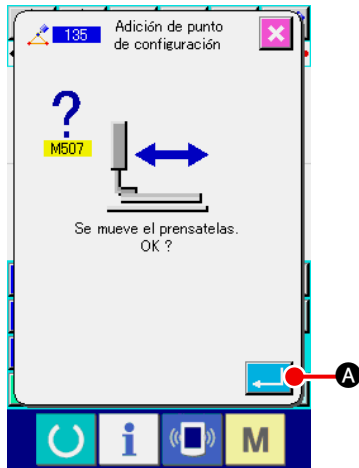 135
Adición de punto
de configuración
?
M507
Se mueve el prensatelas.
OK ?
A
i
M